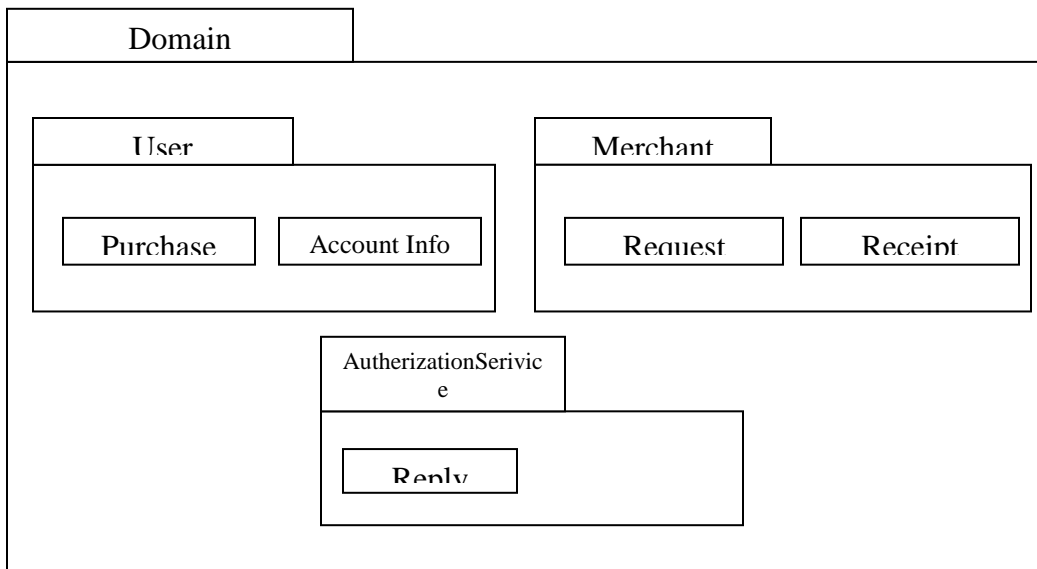 Domain
User
Merchant
Purchase
Account Info
Request
Receipt
AutherizationSerivic
e
Reply